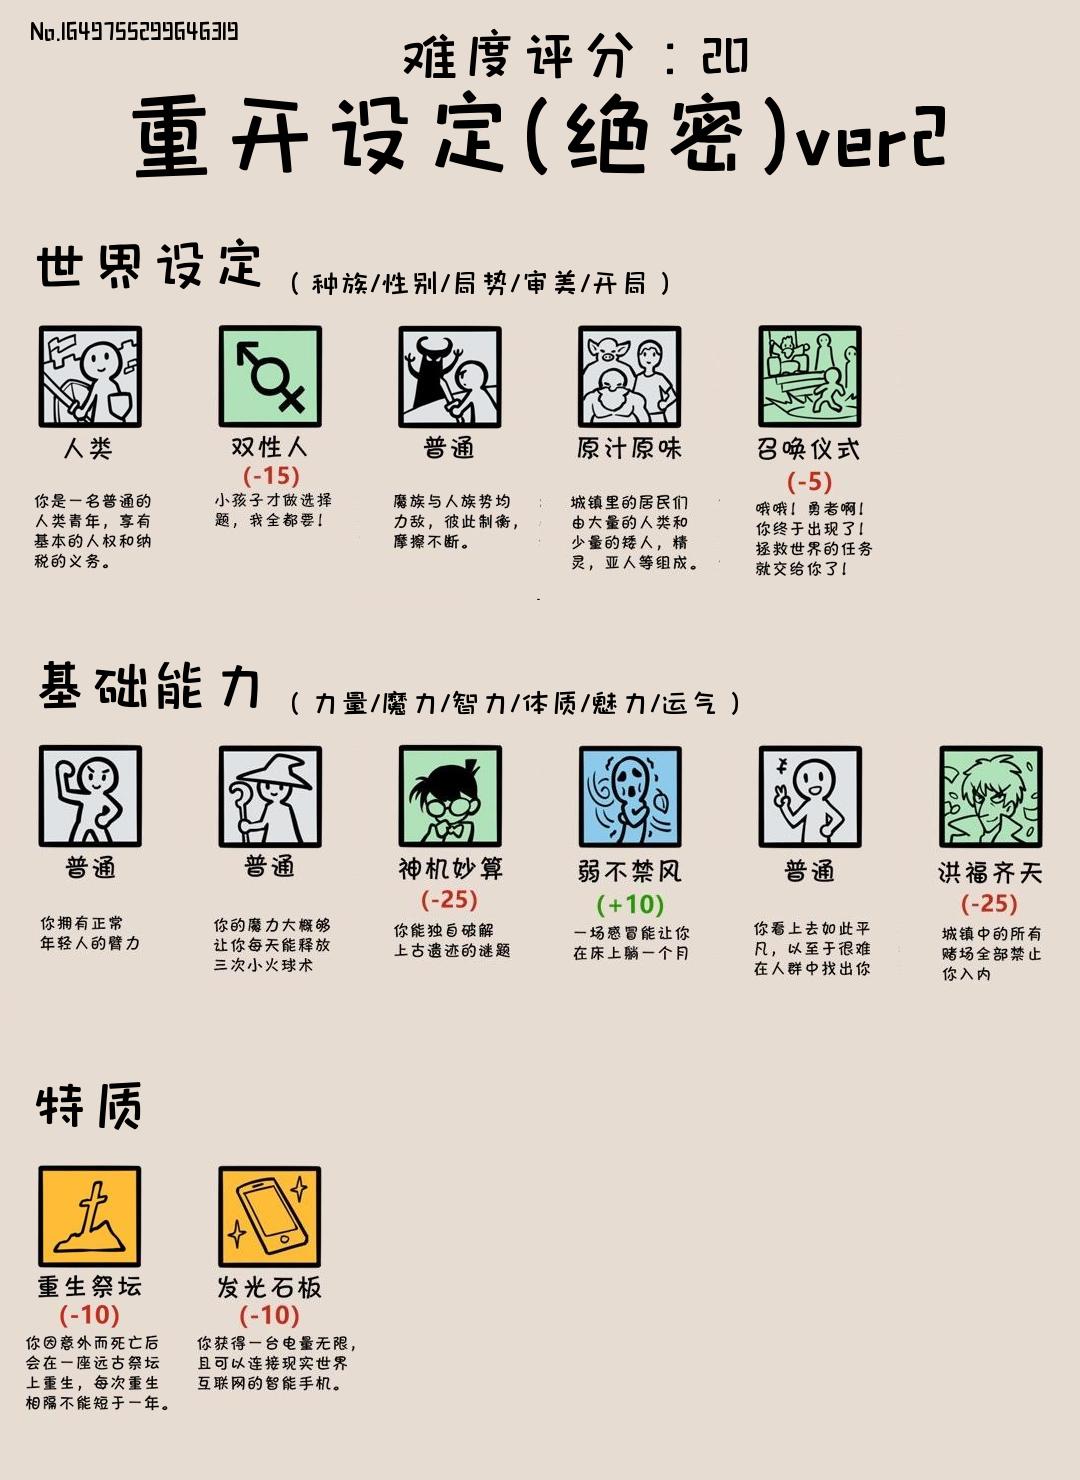 No.1649755299646319
难度评分：20
重开设定(绝密)ver2
世界设定 （种族/性别/局势/审美/开局）
人类
双性人
(-15)
普通
原汁原味
召唤仪式
(-5)
你是一名普通的
人类青年，享有
基本的人权和纳
税的义务。
小孩子才做选择
题，我全都要！
魔族与人族势均
力敌，彼此制衡，
摩擦不断。
城镇里的居民们
由大量的人类和
少量的矮人，精
灵，亚人等组成。
哦哦！勇者啊！
你终于出现了！
拯救世界的任务
就交给你了！
基础能力 （力量/魔力/智力/体质/魅力/运气）
普通
普通
神机妙算
(-25)
弱不禁风
(+10)
普通
洪福齐天
(-25)
你拥有正常
年轻人的臂力
你的魔力大概够
让你每天能释放
三次小火球术
你能独自破解
上古遗迹的谜题
一场感冒能让你
在床上躺一个月
你看上去如此平
凡，以至于很难
在人群中找出你
城镇中的所有
赌场全部禁止
你入内
特质
重生祭坛
(-10)
发光石板
(-10)
你因意外而死亡后
会在一座远古祭坛
上重生，每次重生
相隔不能短于一年。
你获得一台电量无限，
且可以连接现实世界
互联网的智能手机。